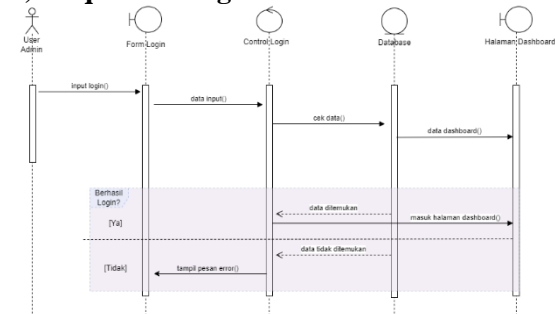 User
Admin
Form Login
Control Login
Database
Halaman Dashboard
input login()
data input()
cek data()
data dashboard()
Berhasil
Login?
data ditemukan
[Ya]
masuk halaman dashboard()
data tidak ditemukan
[Tidak]
tampil pesan error()